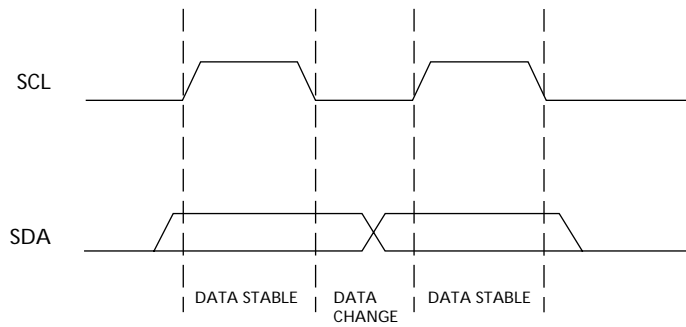 SCL
SDA
DATA STABLE
DATA
CHANGE
DATA STABLE